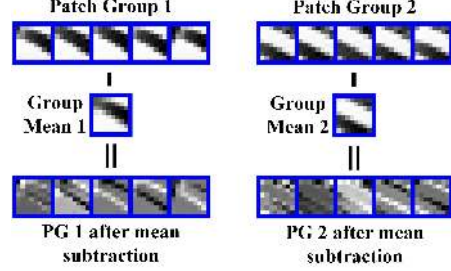 Patch Group 1
Patch Group 2
Group
Mean 1
Group
Mean 2
PG 1 after mean
subtraction
PG 2 after mean
subtraction